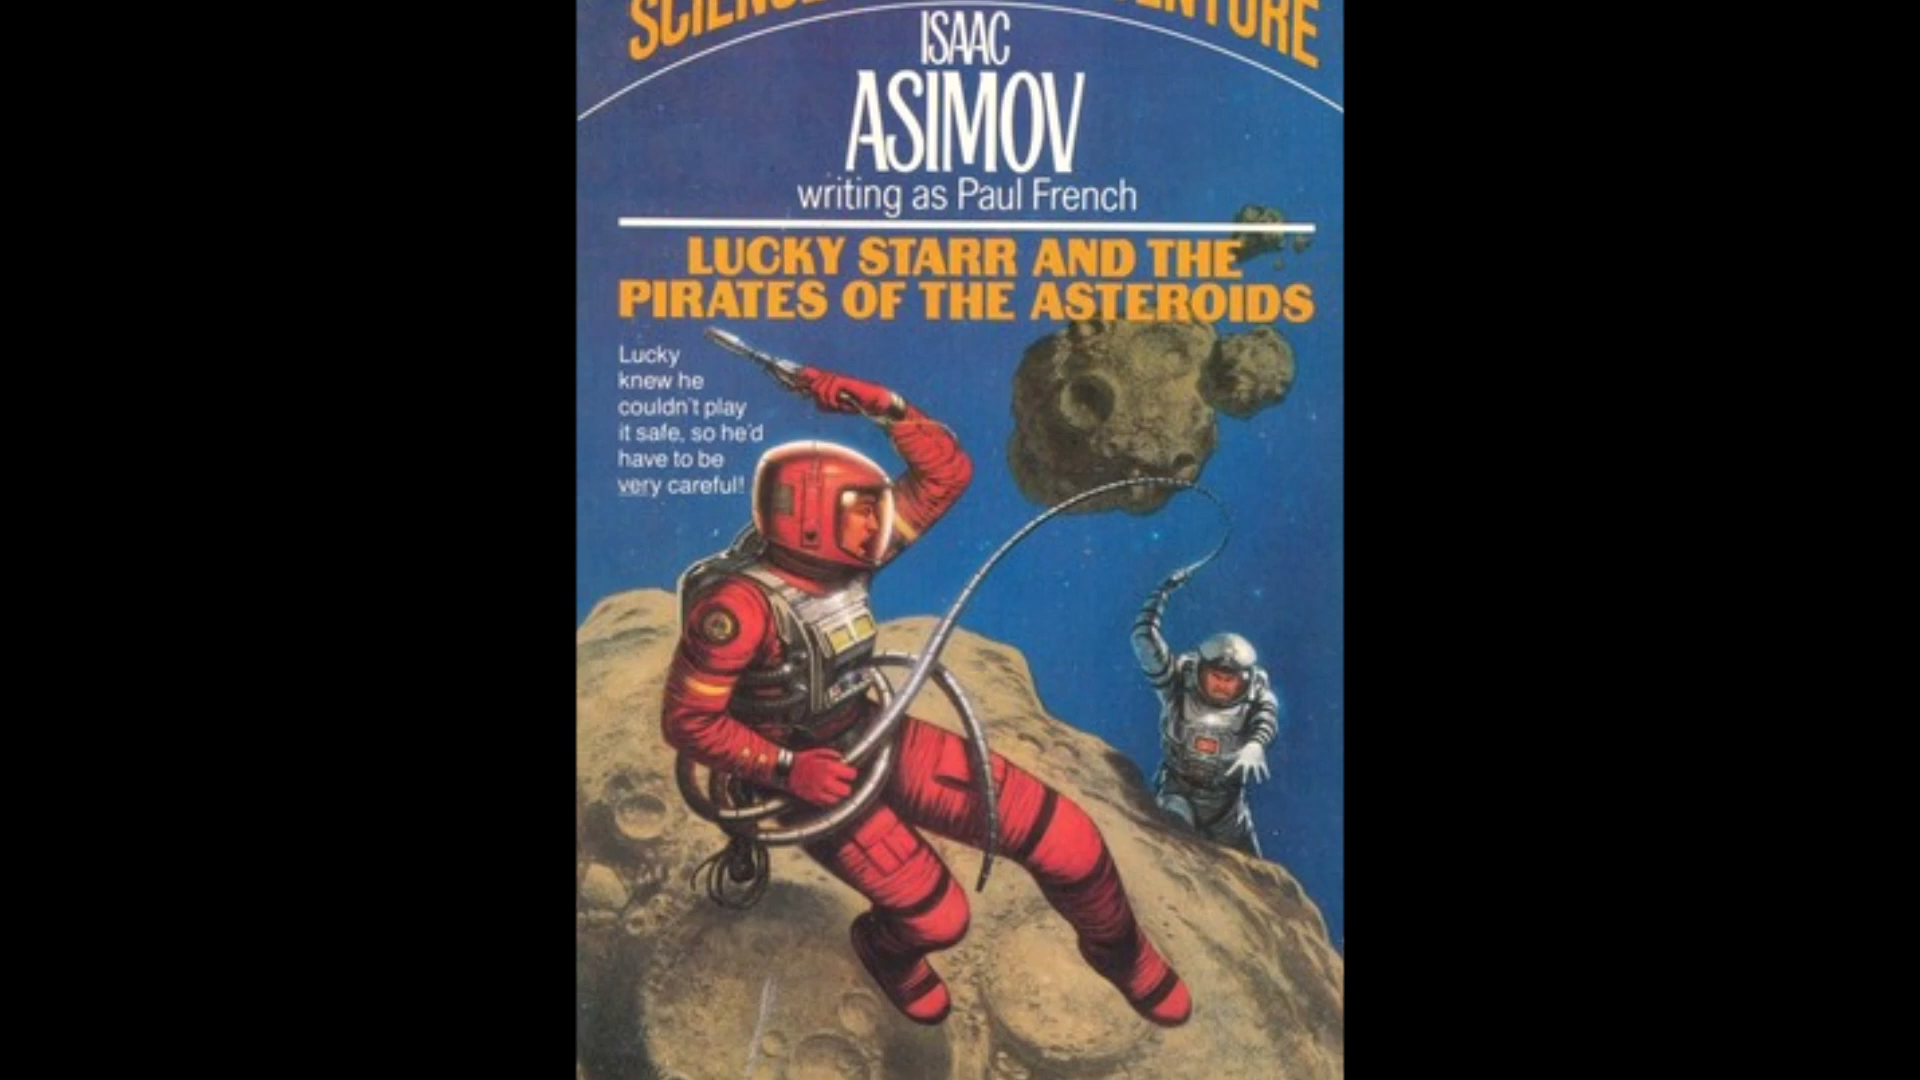 ISAAC
ASIMOV
writing as Paul French
LUCKY STARR AND THE
PIRATES OF THE ASTEROIDS
Lucky
knew he
couldn't play
it safe, so he'd
have to be
very careful!